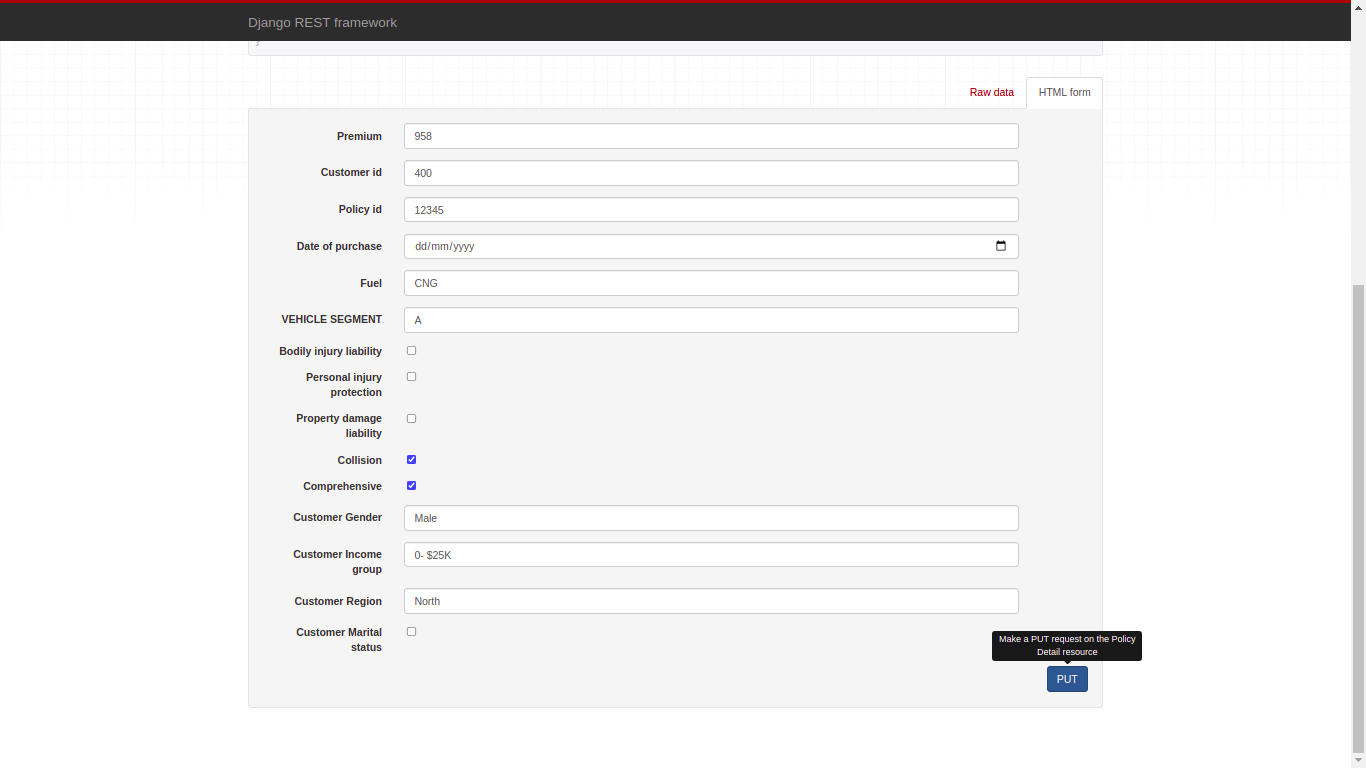 Django REST framework
}
Raw data
HTML form
Premium 958
Customer id 400
Policy id 12345
Date of purchase dd/mm/yyyy
Fuel CNG
VEHICLE SEGMENT A
Bodily injury liability
Personal injury
protection
Property damage
liability
Collision
Comprehensive
Customer Gender Male
Customer Income
group
0- $25K
Customer Region North
Customer Marital
status
Make a PUT request on the Policy
Detail resource
PUT